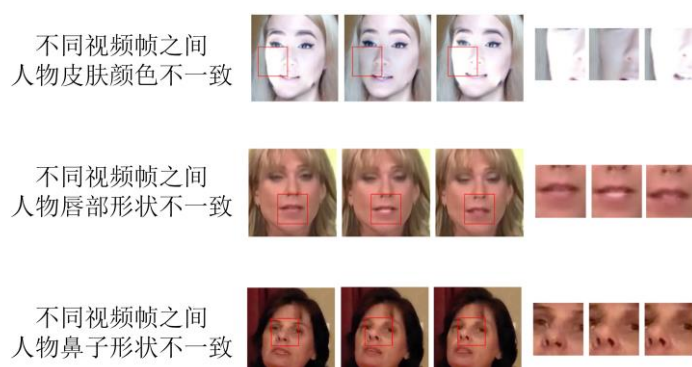 不同视频帧之间
人物皮肤颜色不一致
不同视频帧之间
人物唇部形状不一致
不同视频帧之间
人物鼻子形状不一致